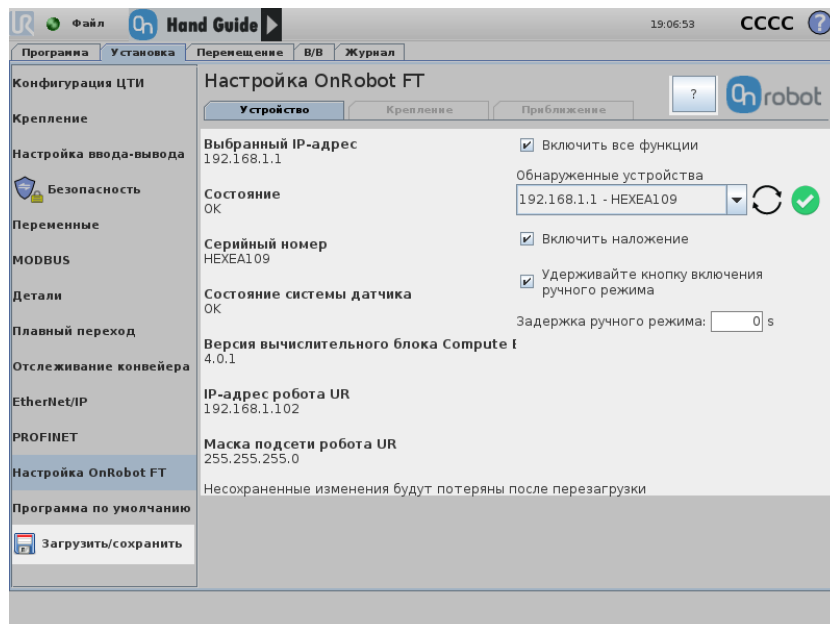 UR Файл On Hand Guide 19:06:53 CCCC ?
Программа Установка Перемещение В/В Журнал
Конфигурация ЦТИ
Крепление
Настройка ввода-вывода
Безопасность
Переменные
MODBUS
Детали
Плавный переход
Отслеживание конвейера
EtherNet/IP
PROFINET
Настройка OnRobot FT
Программа по умолчанию
Загрузить/сохранить
Настройка OnRobot FT
? On robot
Устройство Крепление Приближение
Выбранный IP-адрес
192.168.1.1
Состояние
OK
Серийный номер
HEXEA109
Состояние системы датчика
OK
Версия вычислительного блока Compute E
4.0.1
IP-адрес робота UR
192.168.1.102
Маска подсети робота UR
255.255.255.0
Включить все функции
Обнаруженные устройства
192.168.1.1 - HEXEA109
Включить наложение
Удерживайте кнопку включения
ручного режима
Задержка ручного режима: 0 s
Несохраненные изменения будут потеряны после перезагрузки